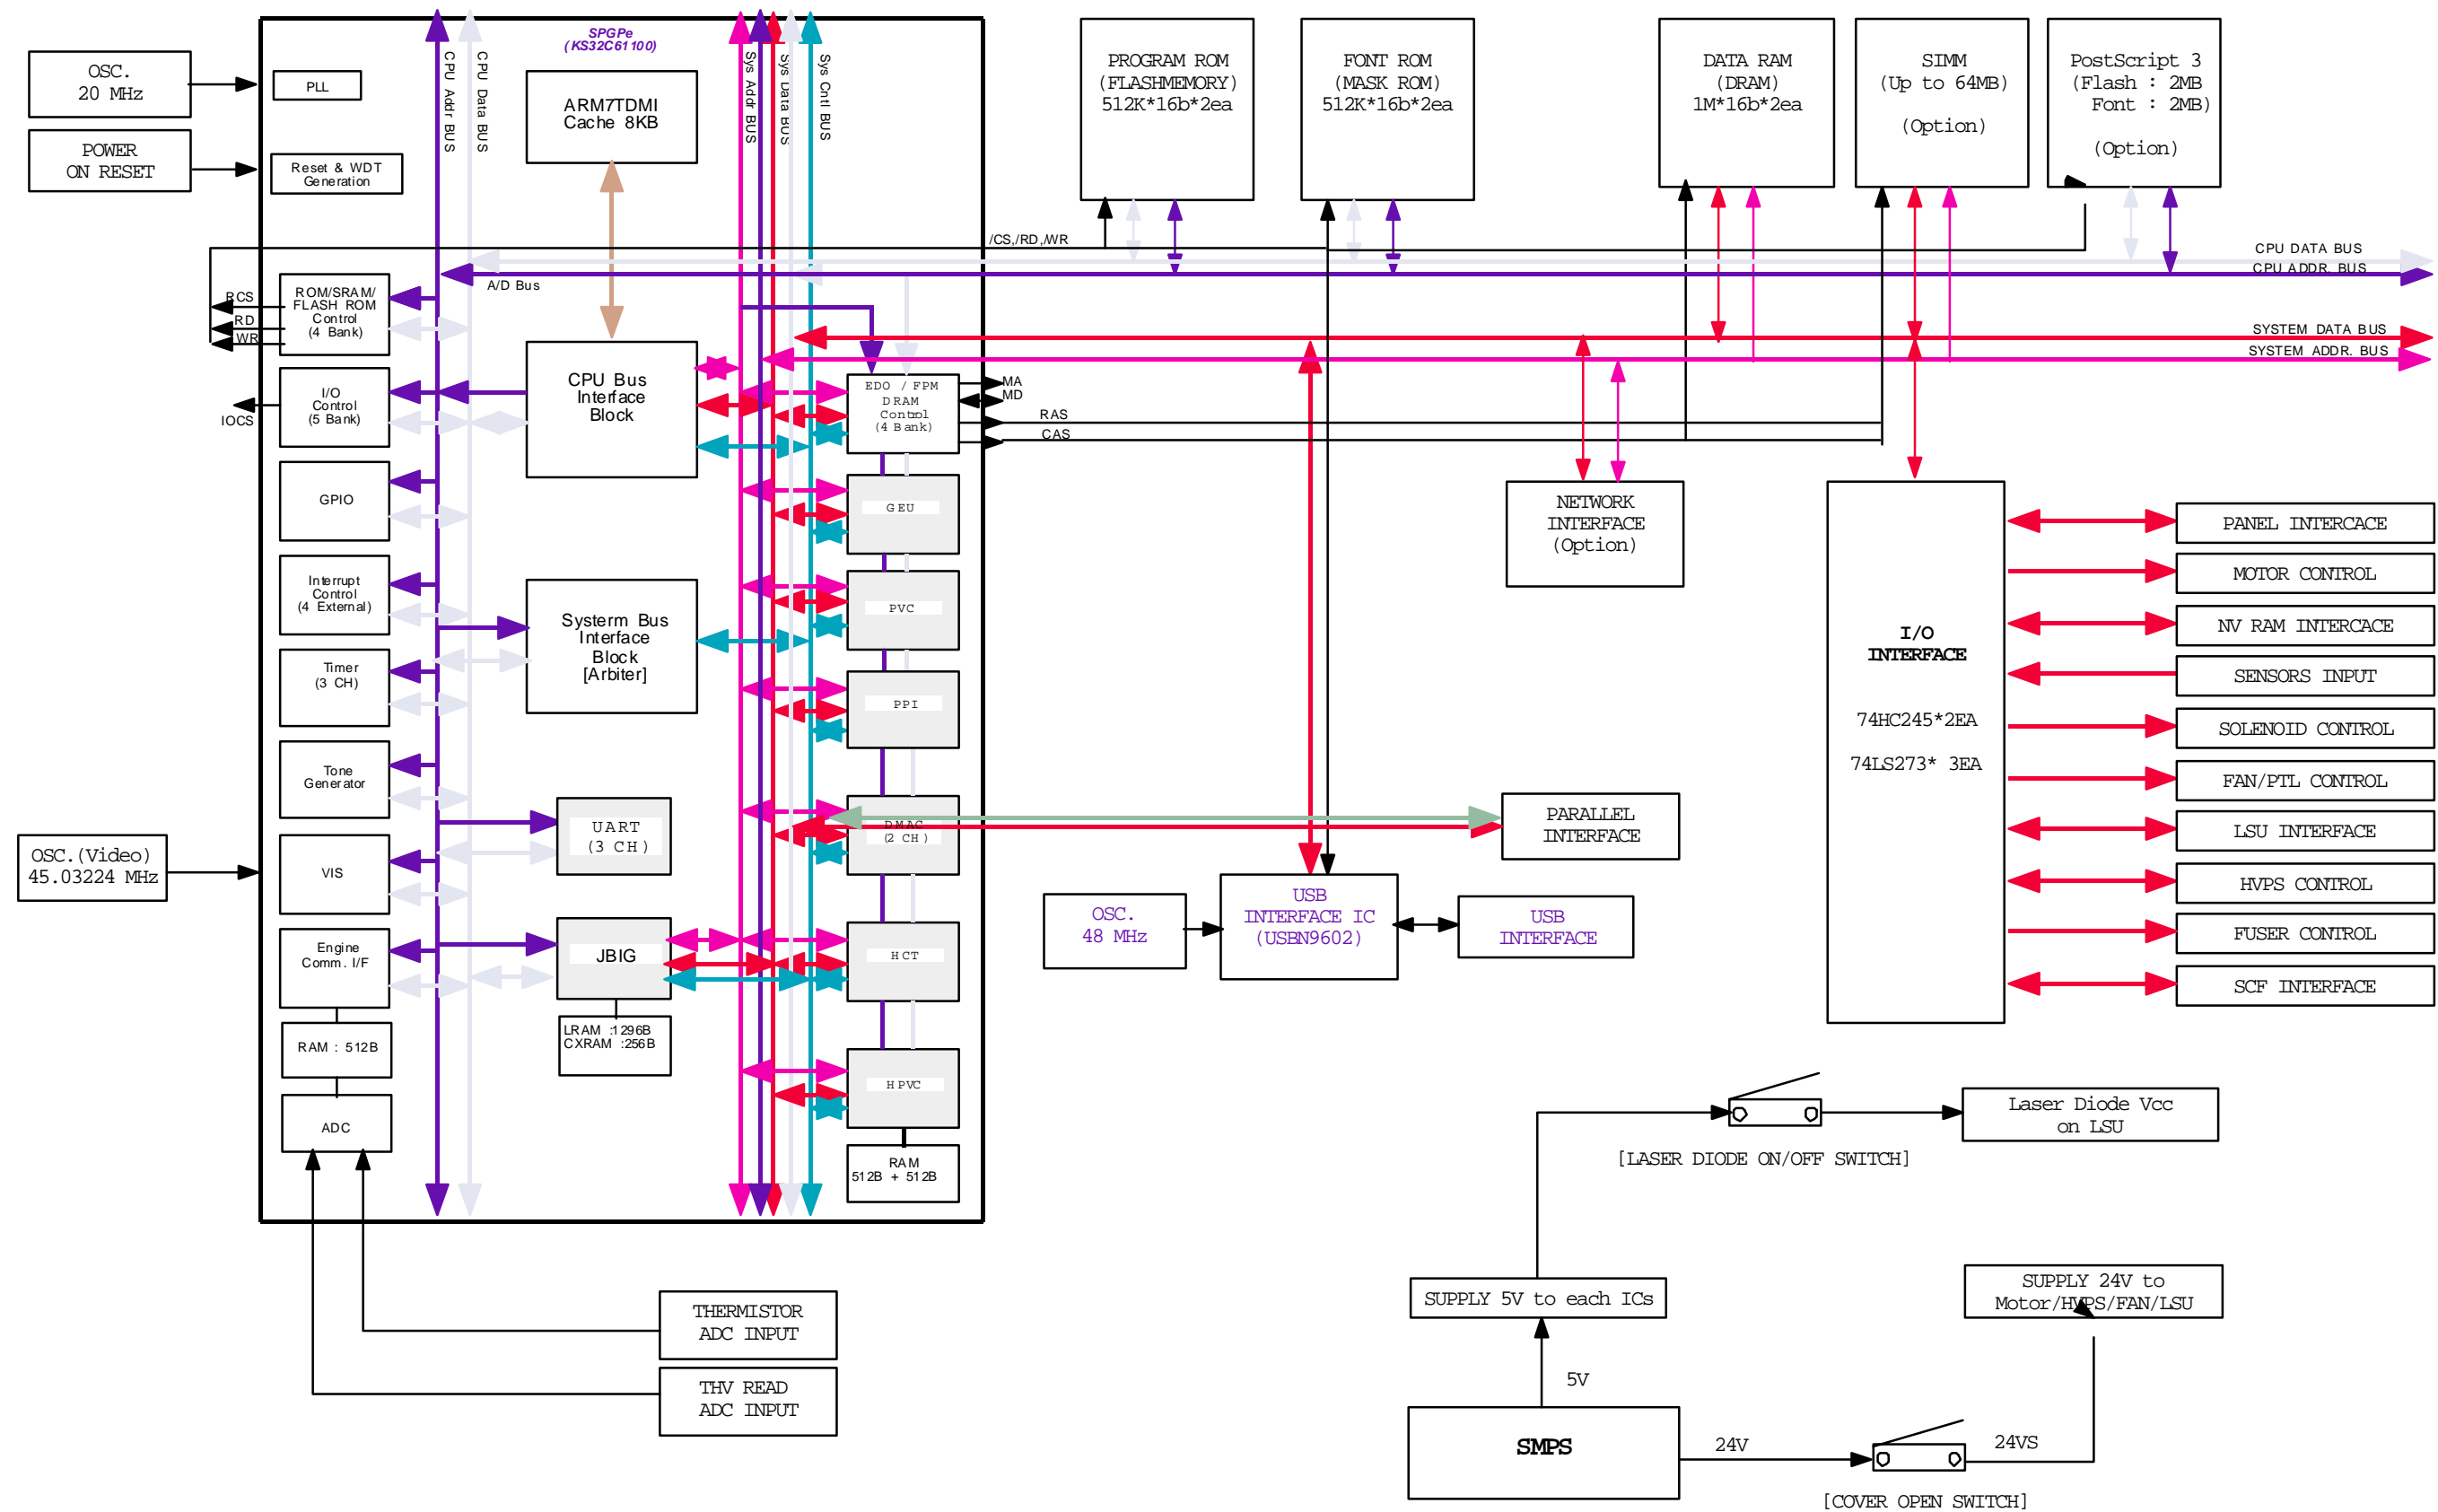 SPGPe
(KS32C61100)
OSC.
20 MHz
POWER
ON RESET
PLL
Reset & WDT
Generation
CPU Addr BUS
CPU Data BUS
ARM7TDMI
Cache 8KB
Sys Addr BUS
Sys Data BUS
Sys Cntl BUS
PROGRAM ROM
(FLASHMEMORY)
512K*16b*2ea
FONT ROM
(MASK ROM)
512K*16b*2ea
DATA RAM
(DRAM)
1M*16b*2ea
SIMM
(Up to 64MB)
(Option)
PostScript 3
(Flash : 2MB
Font : 2MB)
(Option)
/CS,/RD,/WR
CPU DATA BUS
CPU ADDR. BUS
A/D Bus
SYSTEM DATA BUS
SYSTEM ADDR. BUS
RCS
RD
WR
ROM/SRAM/
FLASH ROM
Control
(4 Bank)
IOCS
I/O
Control
(5 Bank)
GPIO
Interrupt
Control
(4 External)
Timer
(3 CH)
Tone
Generator
OSC.(Video)
45.03224 MHz
VIS
Engine
Comm. I/F
RAM : 512B
ADC
CPU Bus
Interface
Block
Systerm Bus
Interface
Block
[Arbiter]
UART
(3 CH)
JBIG
LRAM :1296B
CXRAM :256B
EDO / FPM
DRAM
Control
(4 Bank)
MA
MD
RAS
CAS
GEU
PVC
PPI
DMAC
(2 CH)
HCT
HPVC
RAM
512B + 512B
NETWORK
INTERFACE
(Option)
PARALLEL
INTERFACE
OSC.
48 MHz
USB
INTERFACE IC
(USBN9602)
USB
INTERFACE
I/O
INTERFACE
74HC245*2EA
74LS273* 3EA
PANEL INTERCACE
MOTOR CONTROL
NV RAM INTERCACE
SENSORS INPUT
SOLENOID CONTROL
FAN/PTL CONTROL
LSU INTERFACE
HVPS CONTROL
FUSER CONTROL
SCF INTERFACE
Laser Diode Vcc
on LSU
[LASER DIODE ON/OFF SWITCH]
SUPPLY 5V to each ICs
SUPPLY 24V to
Motor/HVPS/FAN/LSU
THERMISTOR
ADC INPUT
THV READ
ADC INPUT
5V
SMPS
24V
24VS
[COVER OPEN SWITCH]